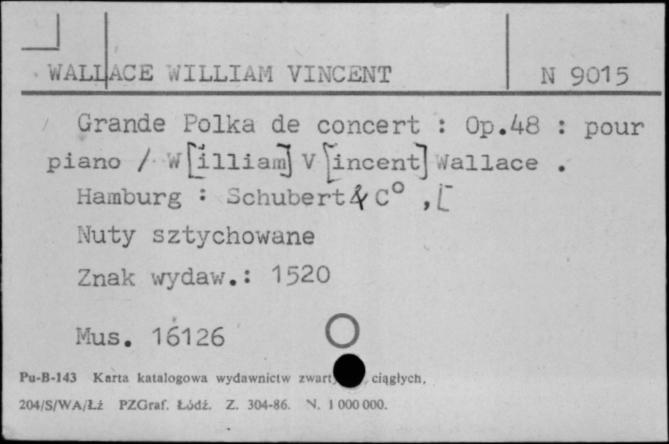 WALLACE WILLIAM VINCENT N 9015
Grande Polka de concert : Op.48 : pour
piano / W[illiam] V[incent] Wallace .
Hamburg : Schubert & C° , [
Nuty sztychowane
Znak wydaw.: 1520
Mus. 16126
Pu-B-143 Karta katalogowa wydawnictw ciągłych,
204/S/WA/Łż PZGraf. Łódź. Z. 304-86. N. 1 000 000.